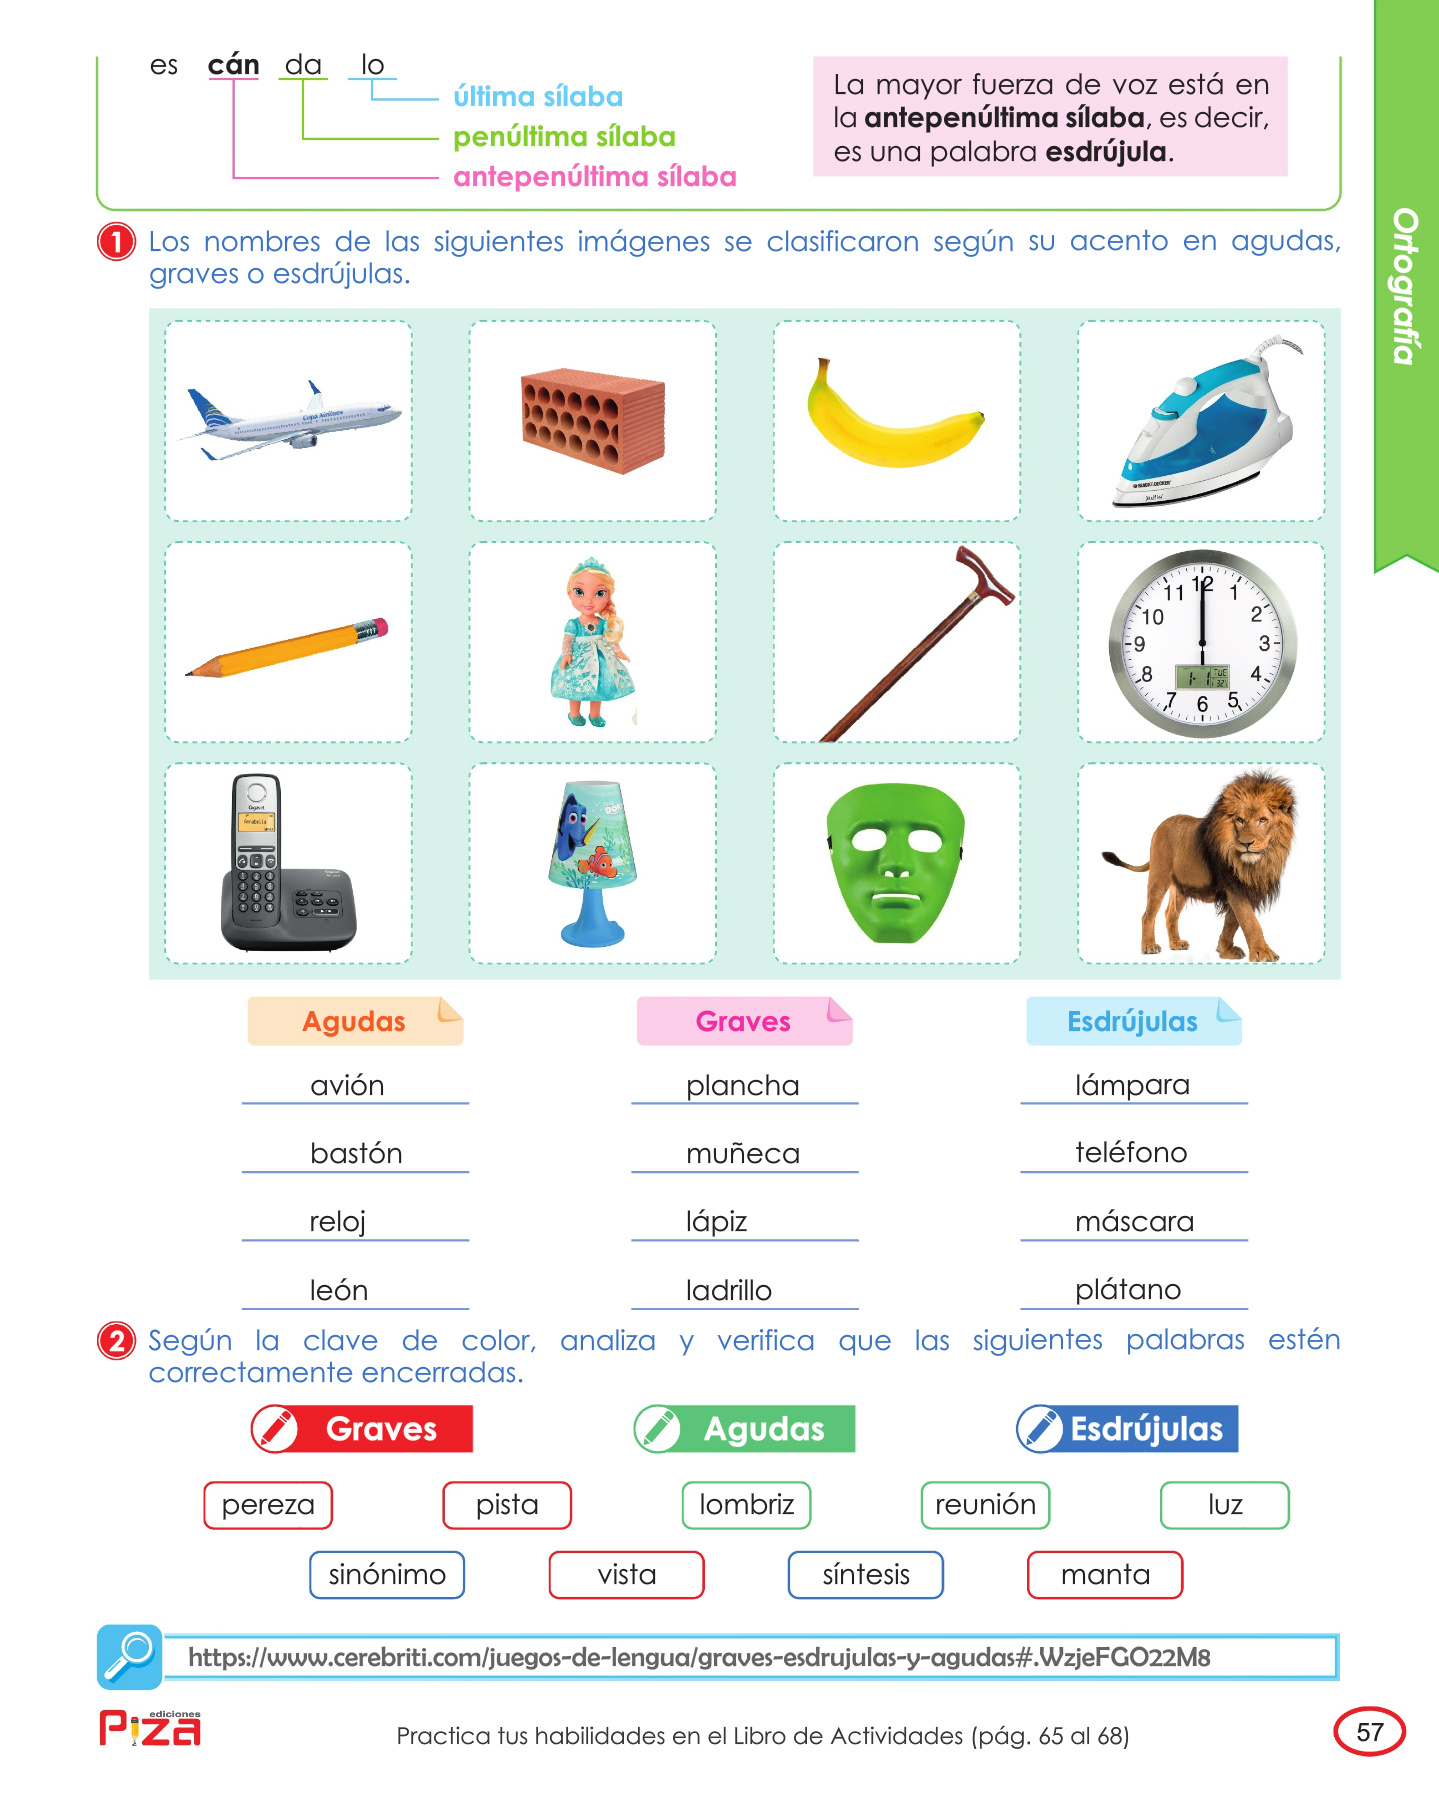 es cán da lo
última sílaba
penúltima sílaba
antepenúltima sílaba
La mayor fuerza de voz está en
la antepenúltima sílaba, es decir,
es una palabra esdrújula.
Ortografía
1 Los nombres de las siguientes imágenes se clasificaron según su acento en agudas,
graves o esdrújulas.
Copa Airlines
12
11 1
10 2
9 3
8 4
7 6 5
TUE
Gigaset
Agudas Graves Esdrújulas
avión plancha lámpara
bastón muñeca teléfono
reloj lápiz máscara
león ladrillo plátano
2 Según la clave de color, analiza y verifica que las siguientes palabras estén
correctamente encerradas.
Graves Agudas Esdrújulas
pereza pista lombriz reunión luz
sinónimo vista síntesis manta
https://www.cerebriti.com/juegos-de-lengua/graves-esdrujulas-y-agudas#.WzjeFGO22M8
ediciones
Piza
Practica tus habilidades en el Libro de Actividades (pág. 65 al 68)
57